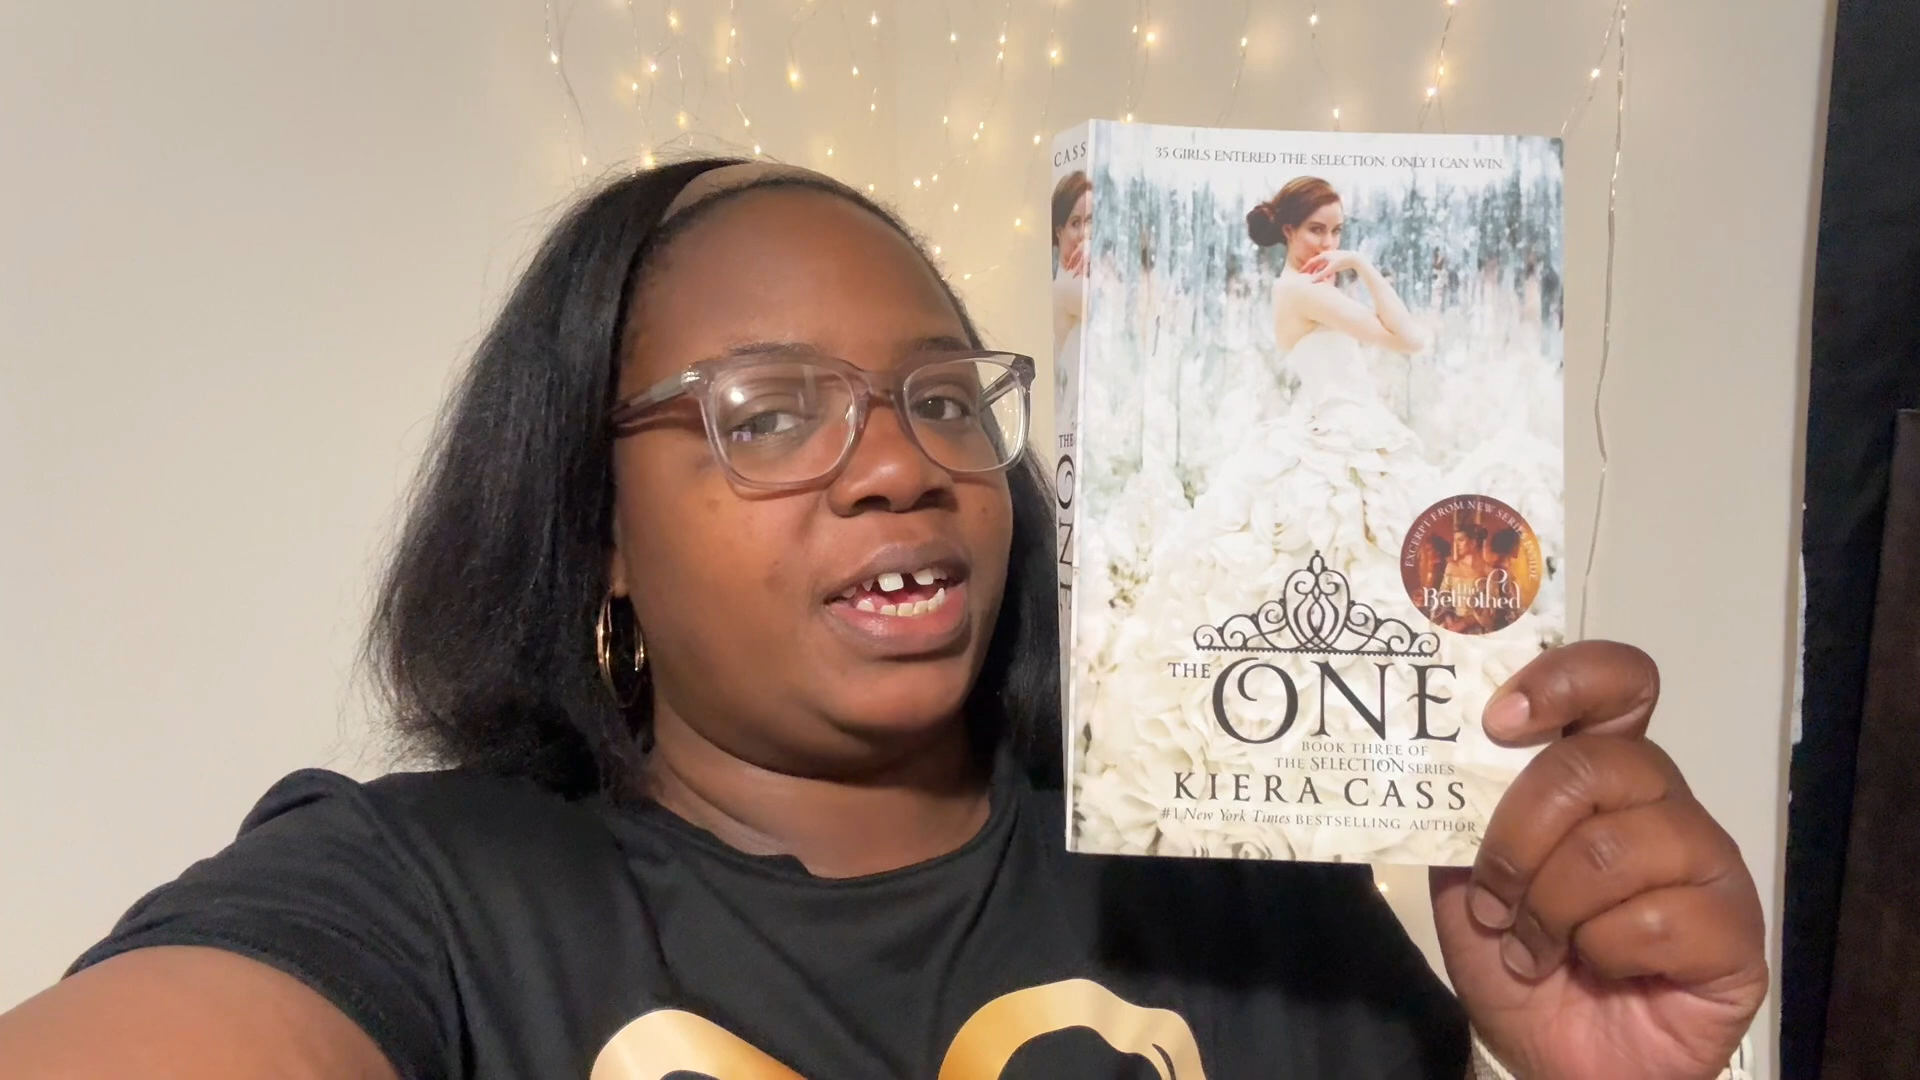 CASS
THE
ONE
35 GIRLS ENTERED THE SELECTION. ONLY I CAN WIN.
EXCERPT FROM NEW SERIES INSIDE
The
Betrothed
THE ONE
BOOK THREE OF
THE SELECTION SERIES
KIERA CASS
#1 New York Times BESTSELLING AUTHOR